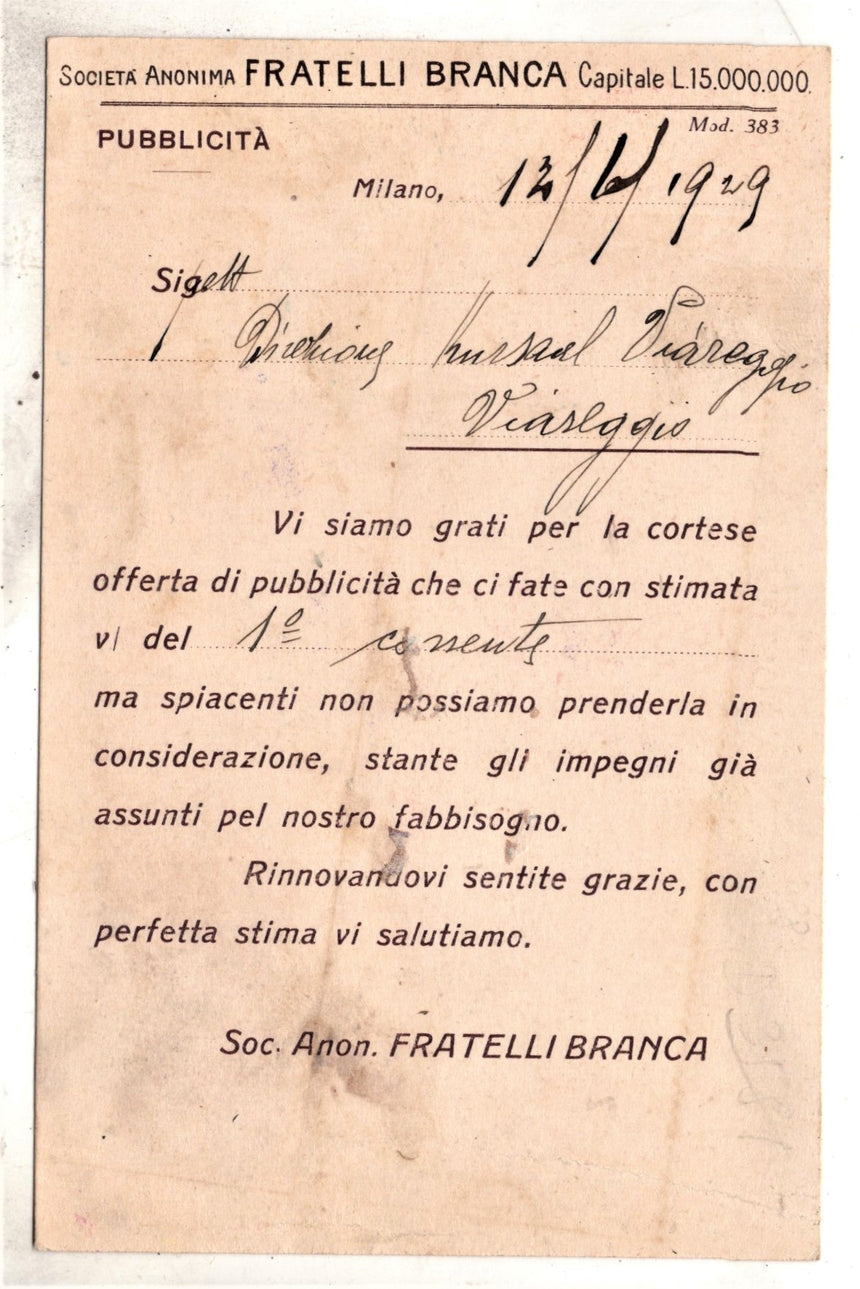 SOCIETÀ ANONIMA FRATELLI BRANCA Capitale L.15.000.000.
PUBBLICITÀ
Mod. 383
Milano, 12/6/1929
Sig ett
Direzione Kursaal Viareggio
Viareggio
Vi siamo grati per la cortese
offerta di pubblicità che ci fate con stimata
vi del 1º corrente
ma spiacenti non possiamo prenderla in
considerazione, stante gli impegni già
assunti pel nostro fabbisogno.
Rinnovandovi sentite grazie, con
perfetta stima vi salutiamo.
Soc. Anon. FRATELLI BRANCA